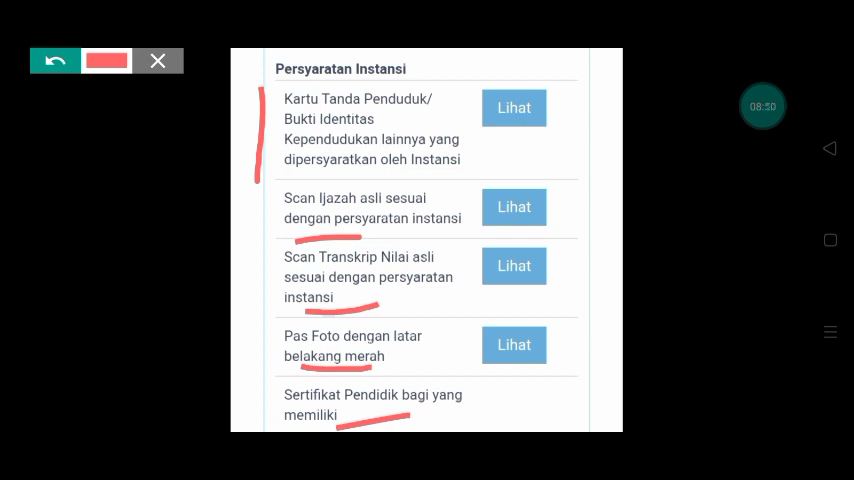 Persyaratan Instansi
Kartu Tanda Penduduk/
Bukti Identitas
Kependudukan lainnya yang
dipersyaratkan oleh Instansi
Lihat
Scan Ijazah asli sesuai
dengan persyaratan instansi
Lihat
Scan Transkrip Nilai asli
sesuai dengan persyaratan
instansi
Lihat
Pas Foto dengan latar
belakang merah
Lihat
Sertifikat Pendidik bagi yang
memiliki